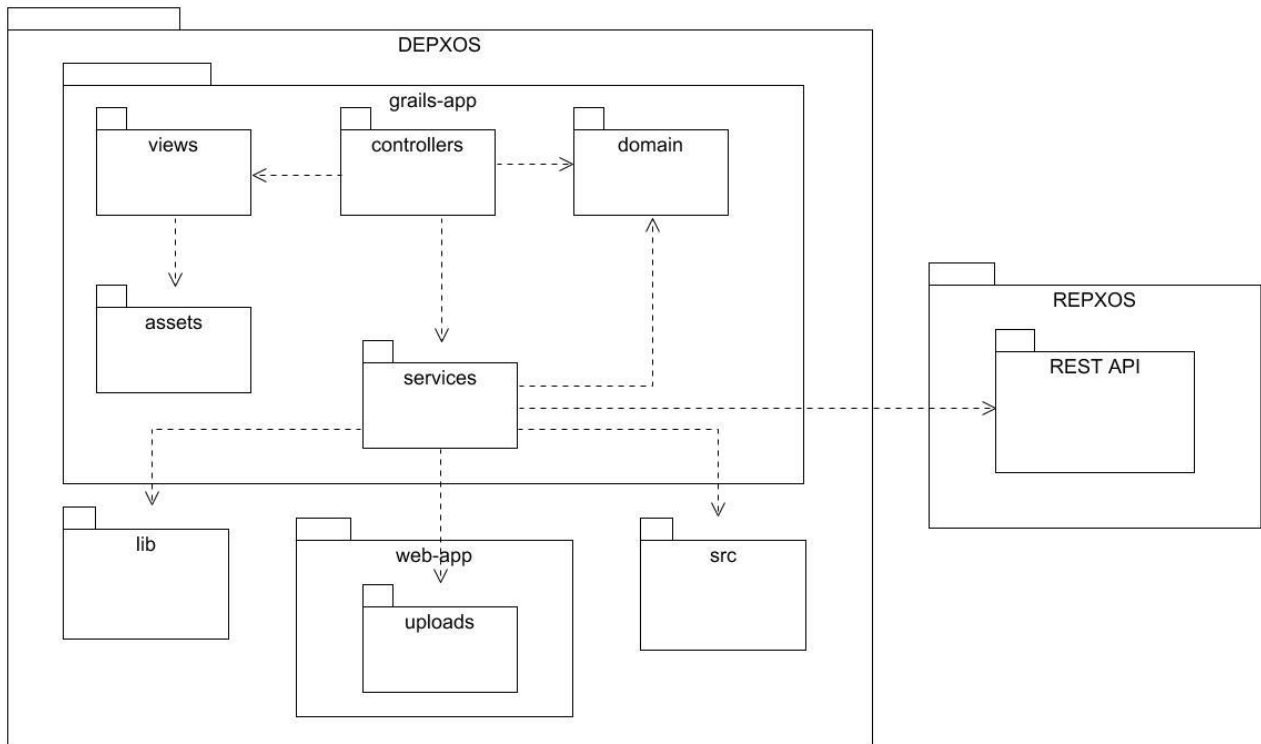 DEPXOS
grails-app
views
controllers
domain
assets
services
REPXOS
REST API
lib
web-app
src
uploads